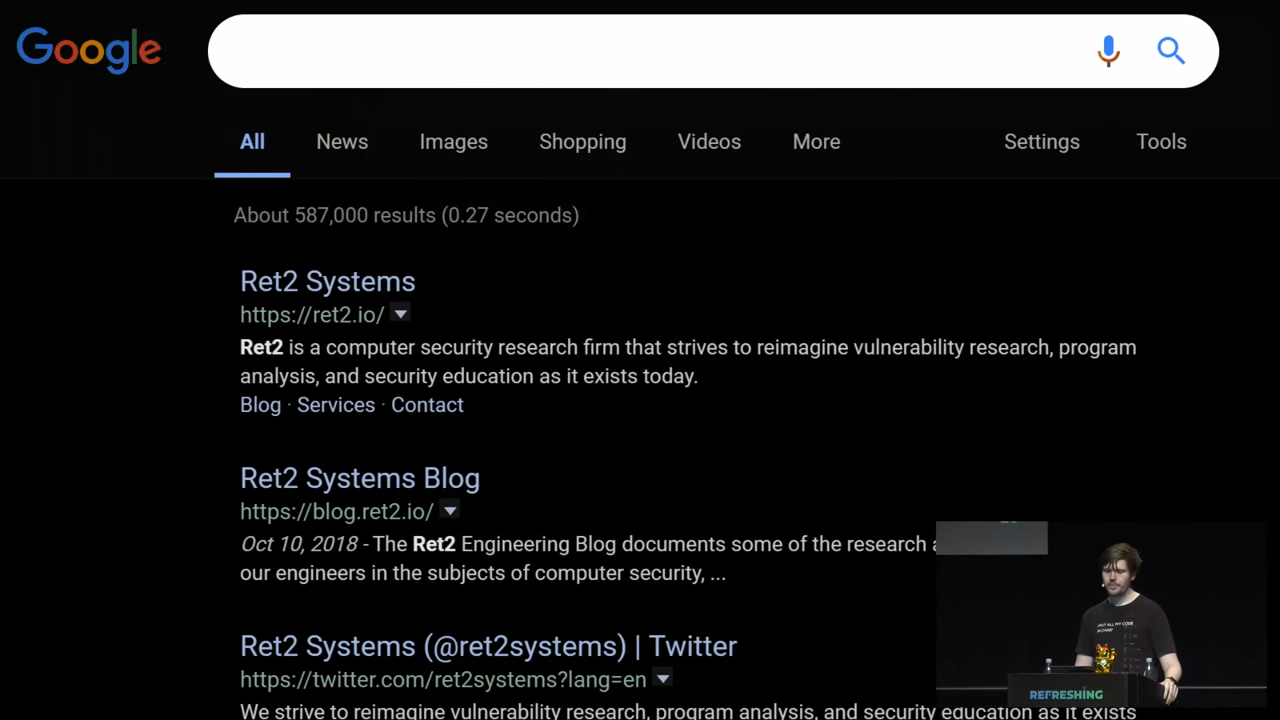 Google
All News Images Shopping Videos More Settings Tools
About 587,000 results (0.27 seconds)
Ret2 Systems
https://ret2.io/
Ret2 is a computer security research firm that strives to reimagine vulnerability research, program
analysis, and security education as it exists today.
Blog · Services · Contact
Ret2 Systems Blog
https://blog.ret2.io/
Oct 10, 2018 - The Ret2 Engineering Blog documents some of the research
our engineers in the subjects of computer security, ...
Ret2 Systems (@ret2systems) | Twitter
https://twitter.com/ret2systems?lang=en
We strive to reimagine vulnerability research, program analysis, and security education as it exists
I PUT ALL MY CODE
REFRESHING